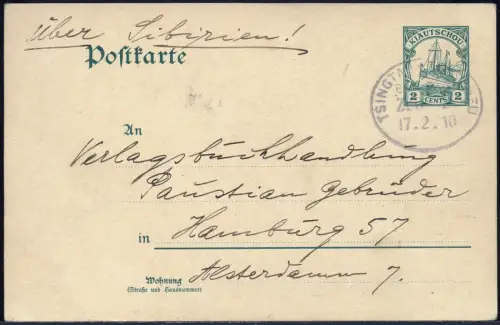 über Sibirien!
Postkarte
KIAUTSCHOU
2 CENTS 2
TSINGTAU
17.2.10
An
Verlagsbuchhandlung
Paustian Gebrüder
in Hamburg 57
Wohnung
(Straße und Hausnummer)
Alsterdamm 7.